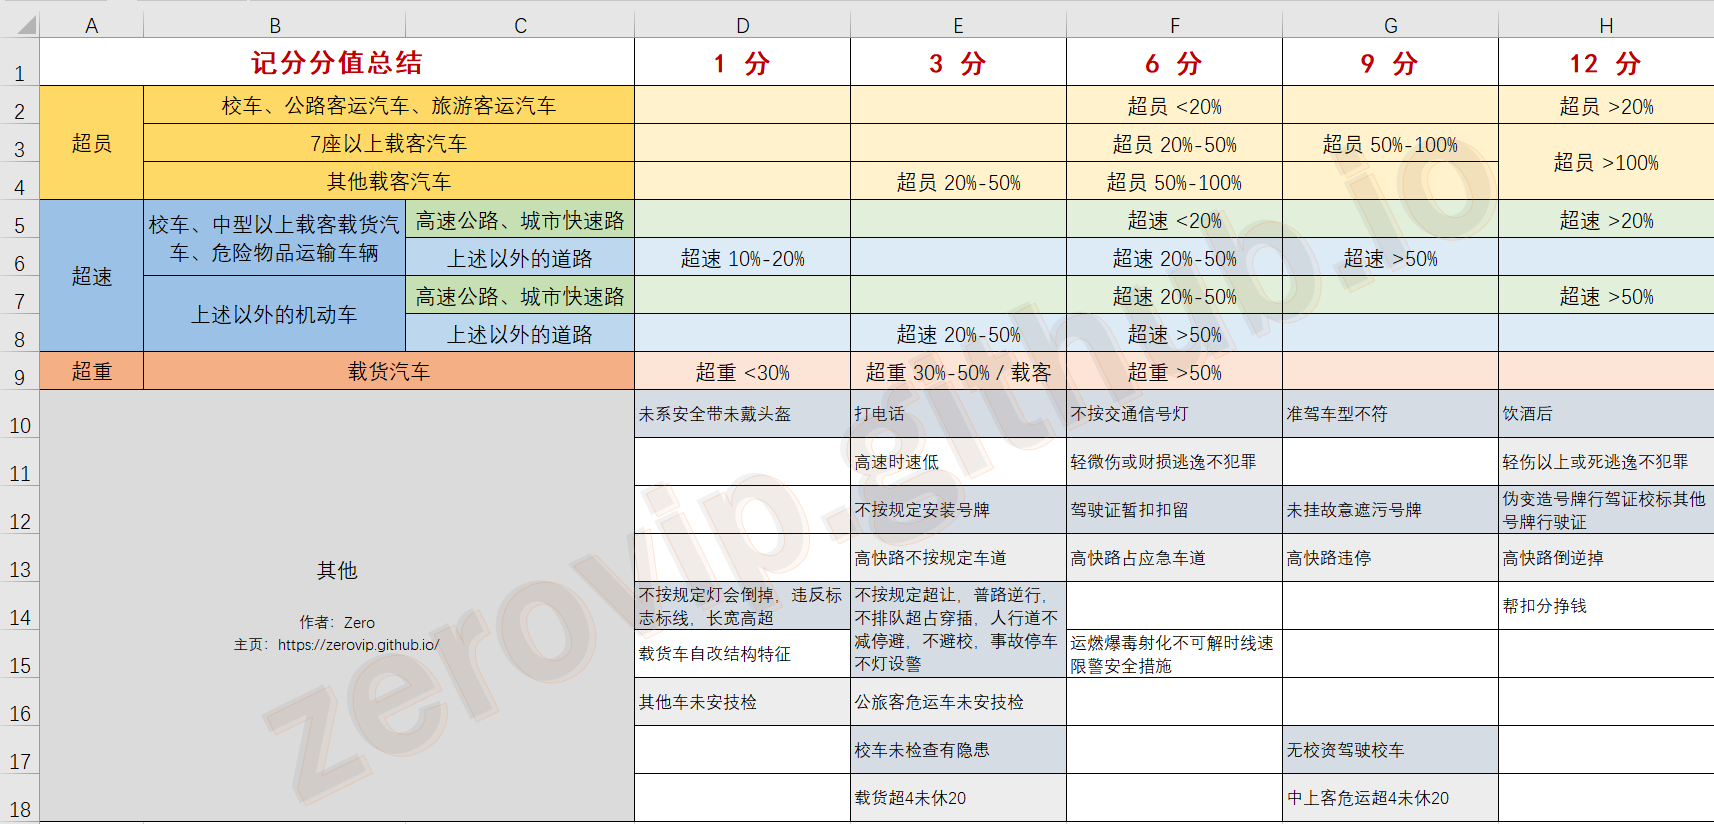 A B C D E F G H
1 记分分值总结 1 分 3 分 6 分 9 分 12 分
2 校车、公路客运汽车、旅游客运汽车 超员 <20% 超员 >20%
3 超员 7座以上载客汽车 超员 20%-50% 超员 50%-100% 超员 >100%
4 其他载客汽车 超员 20%-50% 超员 50%-100%
5 校车、中型以上载客载货汽 高速公路、城市快速路 超速 <20% 超速 >20%
6 车、危险物品运输车辆 上述以外的道路 超速 10%-20% 超速 20%-50% 超速 >50%
超速
7 高速公路、城市快速路 超速 20%-50% 超速 >50%
上述以外的机动车
8 上述以外的道路 超速 20%-50% 超速 >50%
9 超重 载货汽车 超重 <30% 超重 30%-50% / 载客 超重 >50%
10 未系安全带未戴头盔 打电话 不按交通信号灯 准驾车型不符 饮酒后
11 高速时速低 轻微伤或财损逃逸不犯罪 轻伤以上或死逃逸不犯罪
12 不按规定安装号牌 驾驶证暂扣扣留 未挂故意遮污号牌 伪变造号牌行驾证校标其他
号牌行驶证
13 高快路不按规定车道 高快路占应急车道 高快路违停 高快路倒逆掉
其他
作者：Zero
主页：https://zerovip.github.io/
14 不按规定灯会倒掉，违反标
志标线，长宽高超
不按规定超让，普路逆行，
不排队超占穿插，人行道不
减停避，不避校，事故停车
不灯设警
帮扣分挣钱
15 载货车自改结构特征
运燃爆毒射化不可解时线速
限警安全措施
16 其他车未安技检 公旅客危运车未安技检
17 校车未检查有隐患 无校资驾驶校车
18 载货超4未休20 中上客危运超4未休20
zerovip.github.io